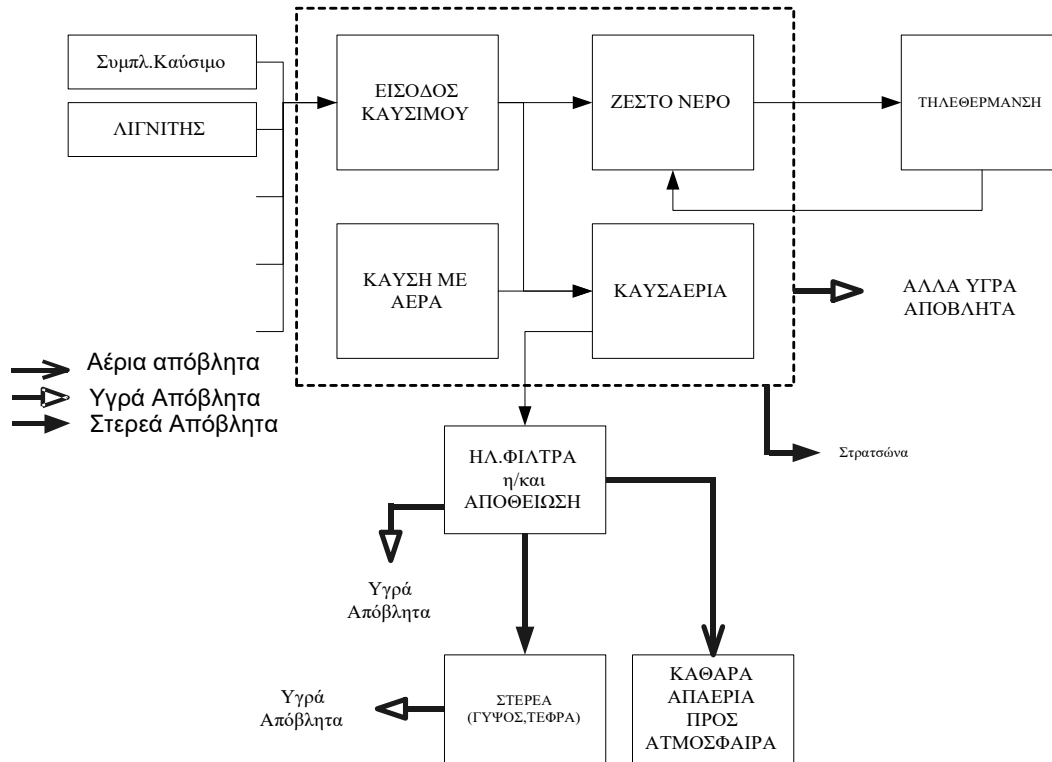 Συμπλ.Καύσιμο
ΛΙΓΝΙΤΗΣ
ΕΙΣΟΔΟΣ
ΚΑΥΣΙΜΟΥ
ΖΕΣΤΟ ΝΕΡΟ
ΤΗΛΕΘΕΡΜΑΝΣΗ
ΚΑΥΣΗ ΜΕ
ΑΕΡΑ
ΚΑΥΣΑΕΡΙΑ
ΑΛΛΑ ΥΓΡΑ
ΑΠΟΒΛΗΤΑ
Αέρια απόβλητα
Υγρά Απόβλητα
Στερεά Απόβλητα
Στρατσώνα
ΗΛ.ΦΙΛΤΡΑ
η/και
ΑΠΟΘΕΙΩΣΗ
Υγρά
Απόβλητα
Υγρά
Απόβλητα
ΣΤΕΡΕΑ
(ΓΥΨΟΣ,ΤΕΦΡΑ)
ΚΑΘΑΡΑ
ΑΠΑΕΡΙΑ
ΠΡΟΣ
ΑΤΜΟΣΦΑΙΡΑ